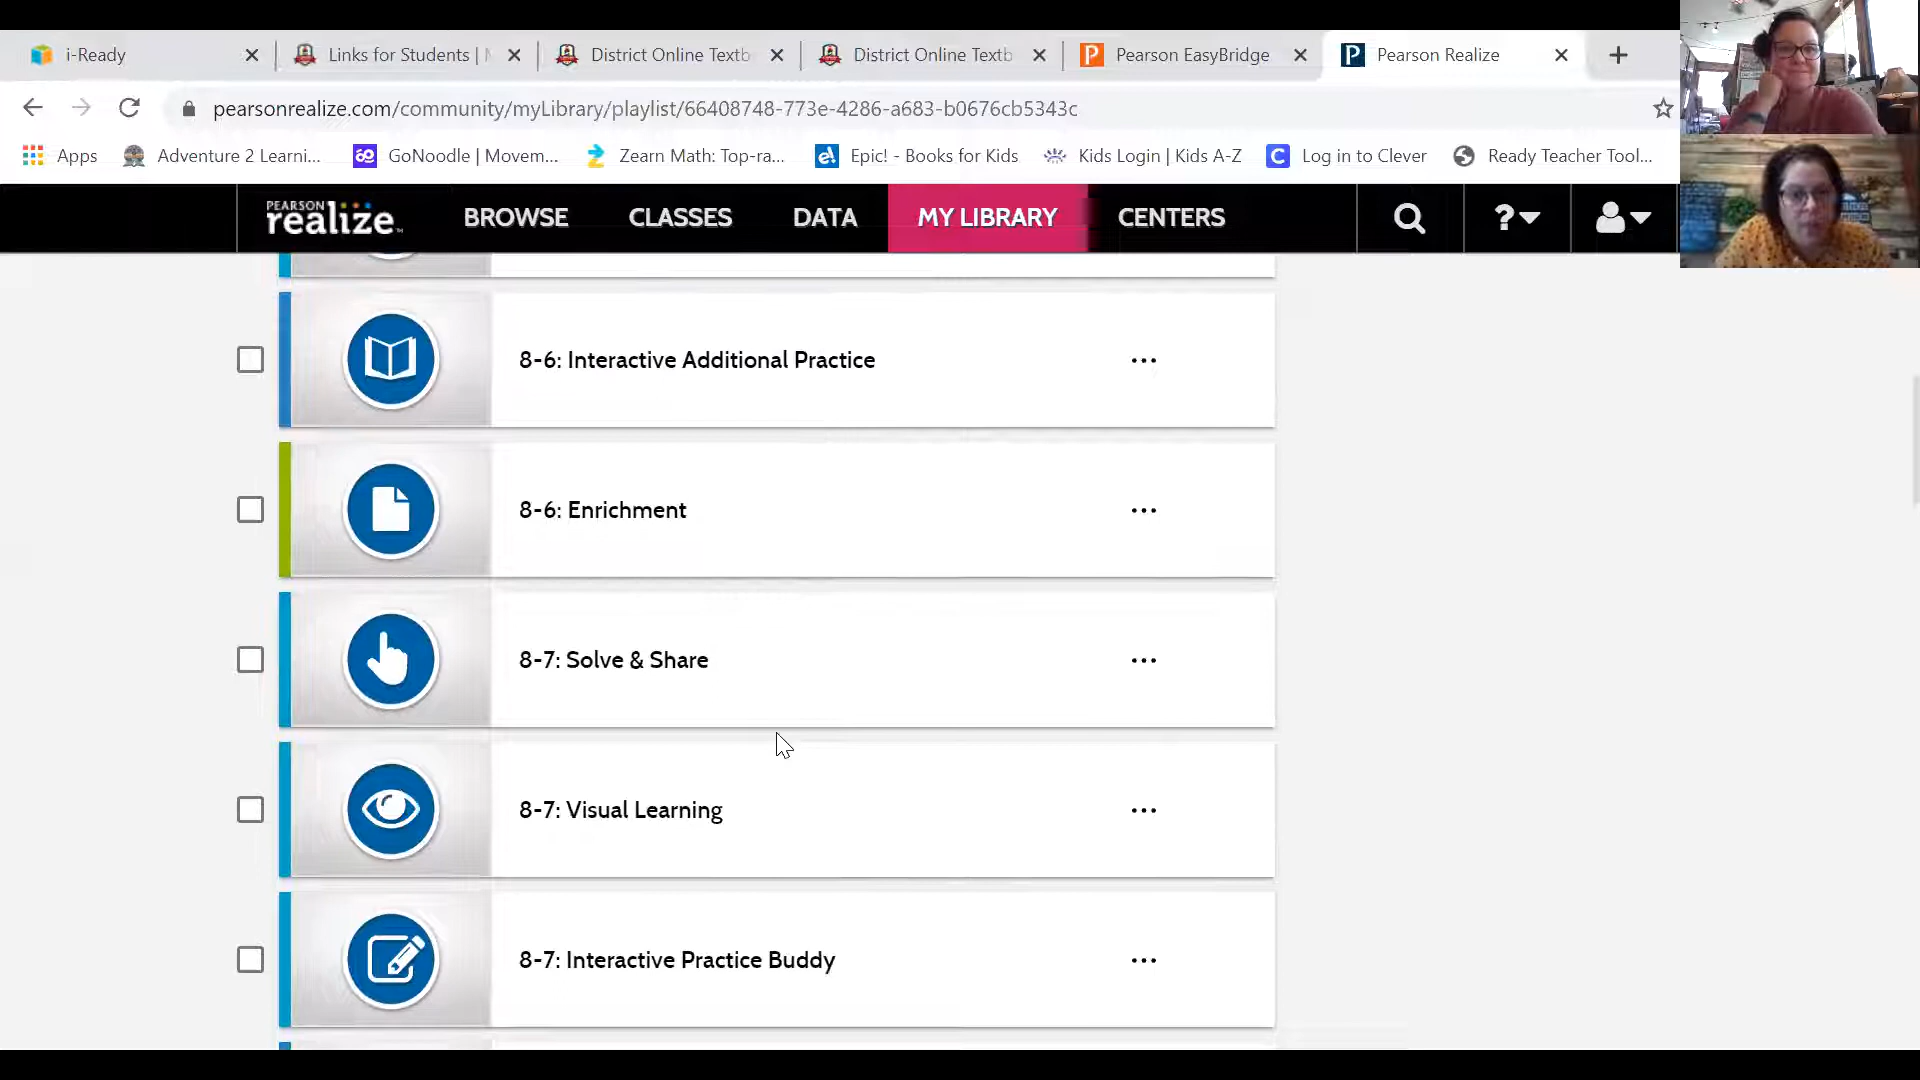 i-Ready
Links for Students |
District Online Textb
District Online Textb
Pearson EasyBridge
Pearson Realize
pearsonrealize.com/community/myLibrary/playlist/66408748-773e-4286-a683-b0676cb5343c
Apps
Adventure 2 Learni...
GoNoodle | Movem...
Zearn Math: Top-ra...
Epic! - Books for Kids
Kids Login | Kids A-Z
Log in to Clever
Ready Teacher Tool...
PEARSON
realize
BROWSE
CLASSES
DATA
MY LIBRARY
CENTERS
?
8-6: Interactive Additional Practice
8-6: Enrichment
8-7: Solve & Share
8-7: Visual Learning
8-7: Interactive Practice Buddy